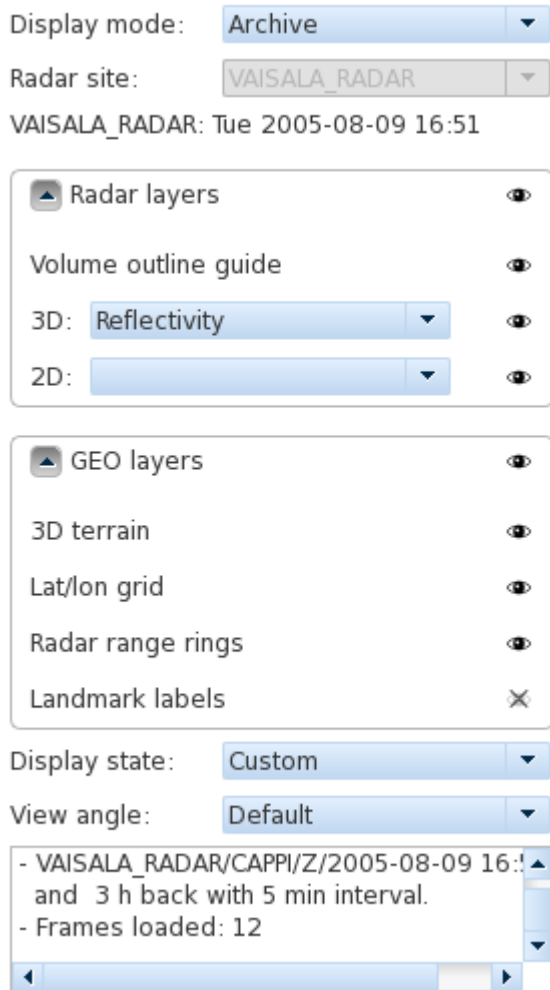 Display mode: Archive
Radar site: VAISALA_RADAR
VAISALA_RADAR: Tue 2005-08-09 16:51
Radar layers
Volume outline guide
3D: Reflectivity
2D:
GEO layers
3D terrain
Lat/lon grid
Radar range rings
Landmark labels
Display state: Custom
View angle: Default
- VAISALA_RADAR/CAPPI/Z/2005-08-09 16:
and 3 h back with 5 min interval.
- Frames loaded: 12